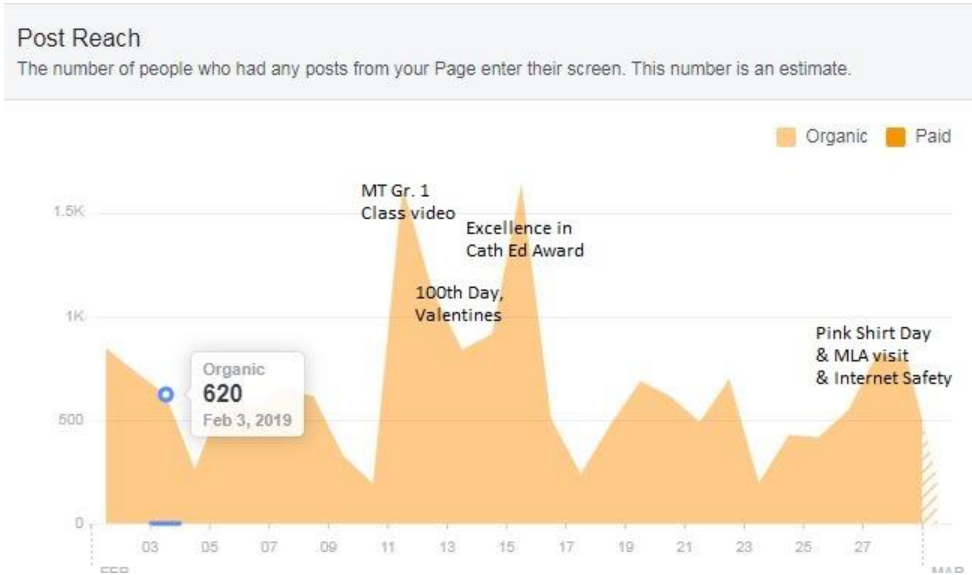 Post Reach
The number of people who had any posts from your Page enter their screen. This number is an estimate.
Organic Paid
MT Gr. 1
Class video
1.5K
Excellence in
Cath Ed Award
100th Day,
Valentines
1K
Pink Shirt Day
& MLA visit
& Internet Safety
Organic
620
Feb 3, 2019
500
0
03 05 07 09 11 13 15 17 19 21 23 25 27
FEB MAR